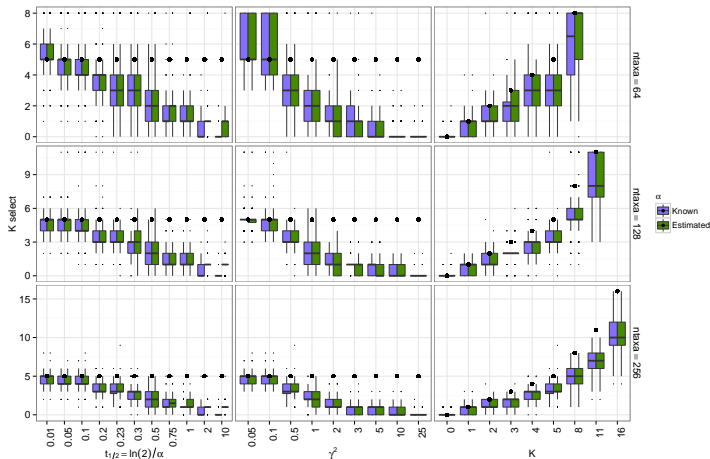 8
6
4
2
0
ntaxa = 64
K select
9
6
3
0
ntaxa = 128
α
Known
Estimated
15
10
5
0
ntaxa = 256
0.01 0.05 0.1 0.2 0.23 0.3 0.5 0.75 1 2 10
0.05 0.1 0.5 1 2 3 5 10 25
0 1 2 3 4 5 8 11 16
t1/2 = ln(2)/α
γ²
K